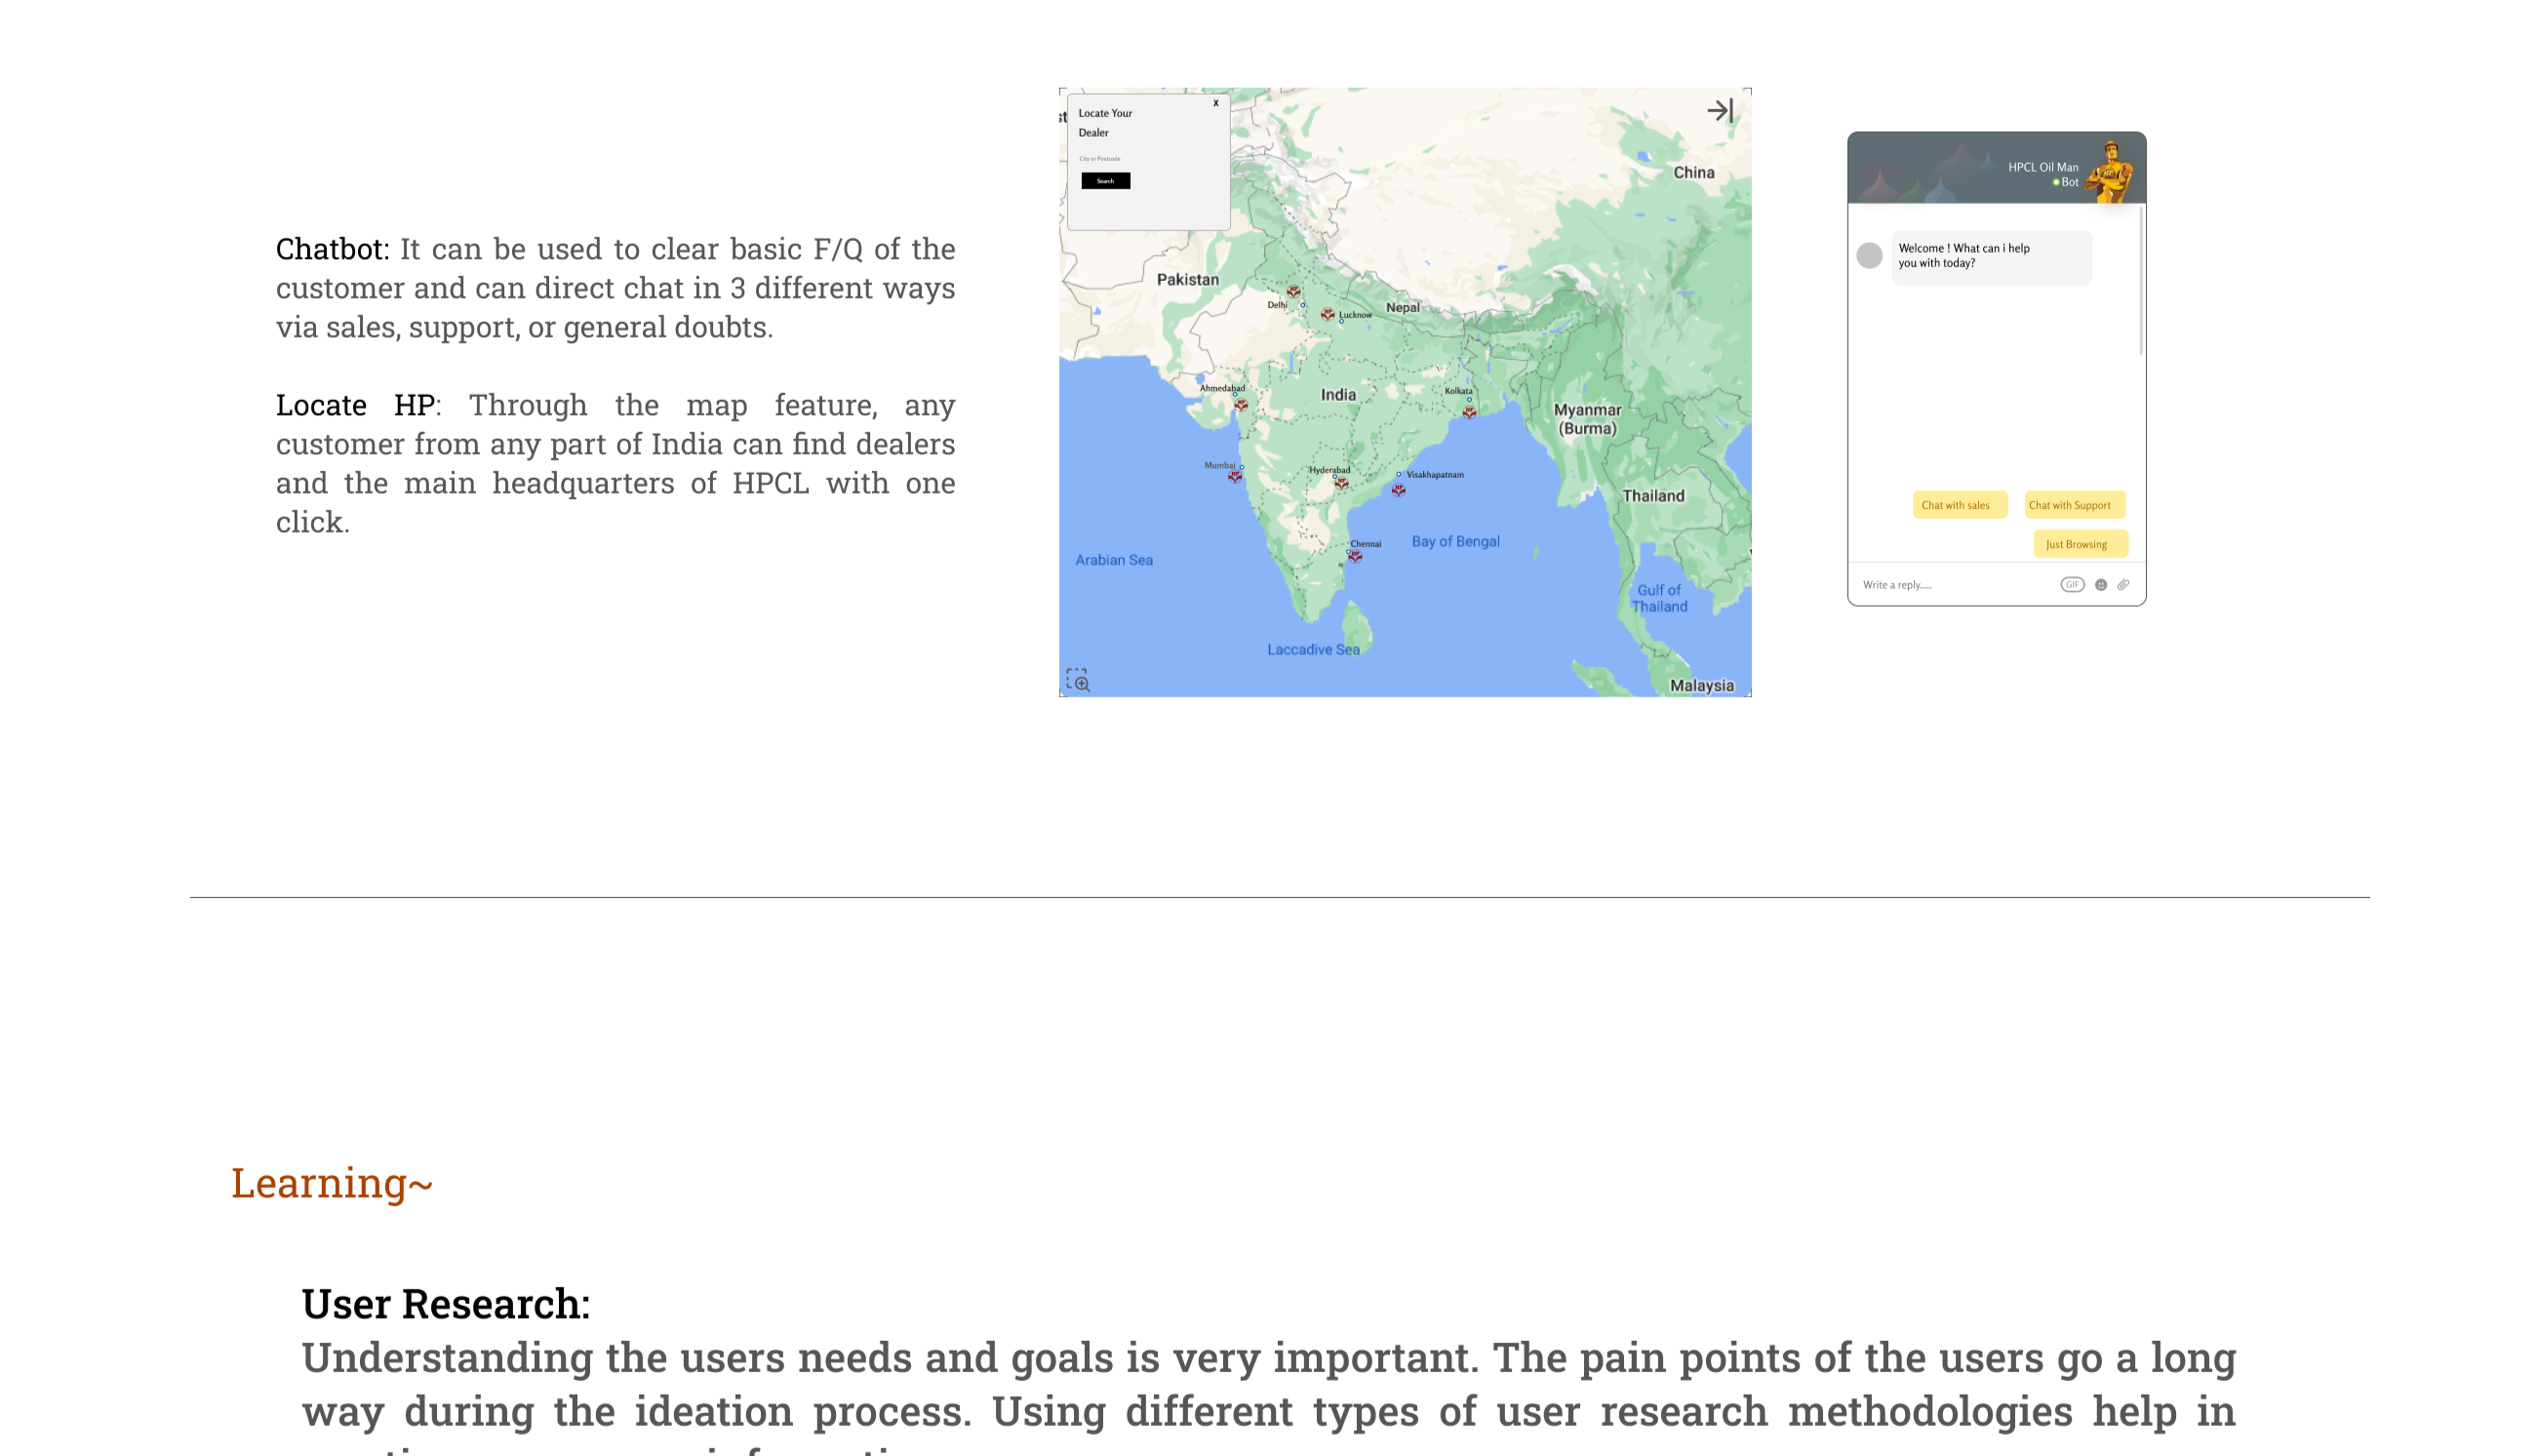 Chatbot: It can be used to clear basic F/Q of the
customer and can direct chat in 3 different ways
via sales, support, or general doubts.
Locate HP: Through the map feature, any
customer from any part of India can find dealers
and the main headquarters of HPCL with one
click.
X
Locate Your
Dealer
City or Postcode
Search
China
Pakistan
Delhi
Nepal
Lucknow
Ahmedabad
India
Kolkata
Myanmar
(Burma)
Mumbai
Hyderabad
Visakhapatnam
Thailand
Chennai
Bay of Bengal
Arabian Sea
Gulf of
Thailand
Laccadive Sea
Malaysia
HPCL Oil Man
Bot
Welcome ! What can i help
you with today?
Chat with sales
Chat with Support
Just Browsing
Write a reply.....
GIF
Learning~
User Research:
Understanding the users needs and goals is very important. The pain points of the users go a long
way during the ideation process. Using different types of user research methodologies help in